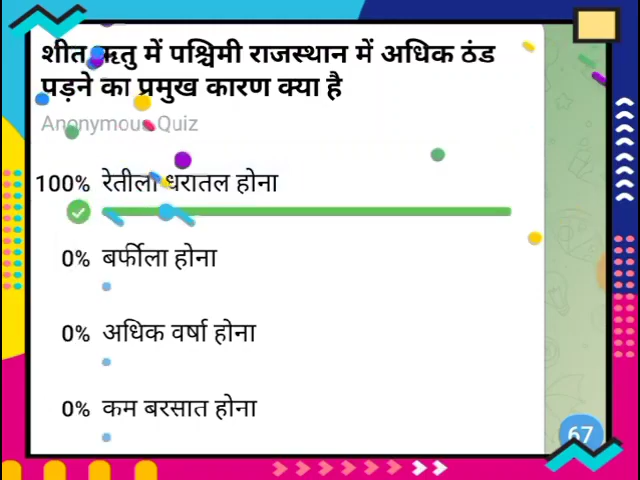 शीत ऋतु में पश्चिमी राजस्थान में अधिक ठंड
पड़ने का प्रमुख कारण क्या है
Anonymous Quiz
100% रेतीला धरातल होना
0% बर्फीला होना
0% अधिक वर्षा होना
0% कम बरसात होना
67